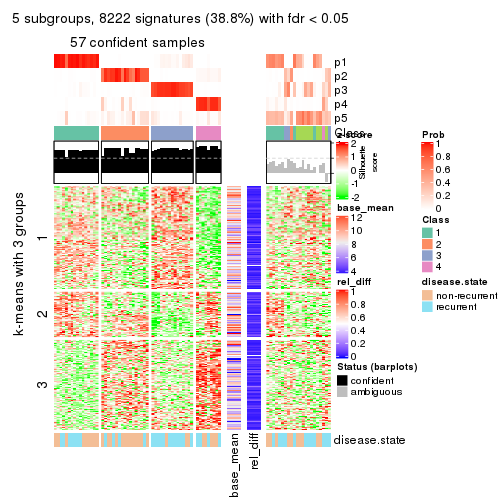 5 subgroups, 8222 signatures (38.8%) with fdr < 0.05
57 confident samples
p1
p2
p3
p4
p5
Class
z-score
2
1
0
-1
-2
Silhouette
score
Prob
1
0.8
0.6
0.4
0.2
0
base_mean
12
10
8
6
4
Class
1
2
3
4
rel_diff
1
0.8
0.6
0.4
0.2
0
disease.state
non-recurrent
recurrent
Status (barplots)
confident
ambiguous
k-means with 3 groups
1
2
3
disease.state
base_mean
rel_diff